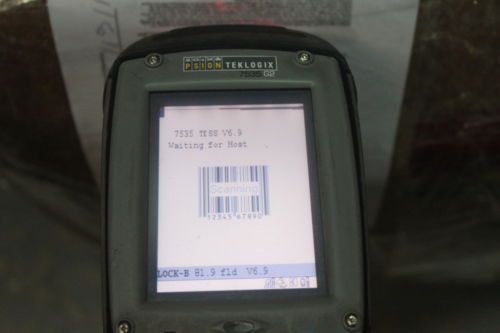 PSION TEKLOGIX
7535 G2
7535 TESS V6.9
Waiting for Host
Scanning
12345 67890
LOCK-B 81.9 fld V6.9